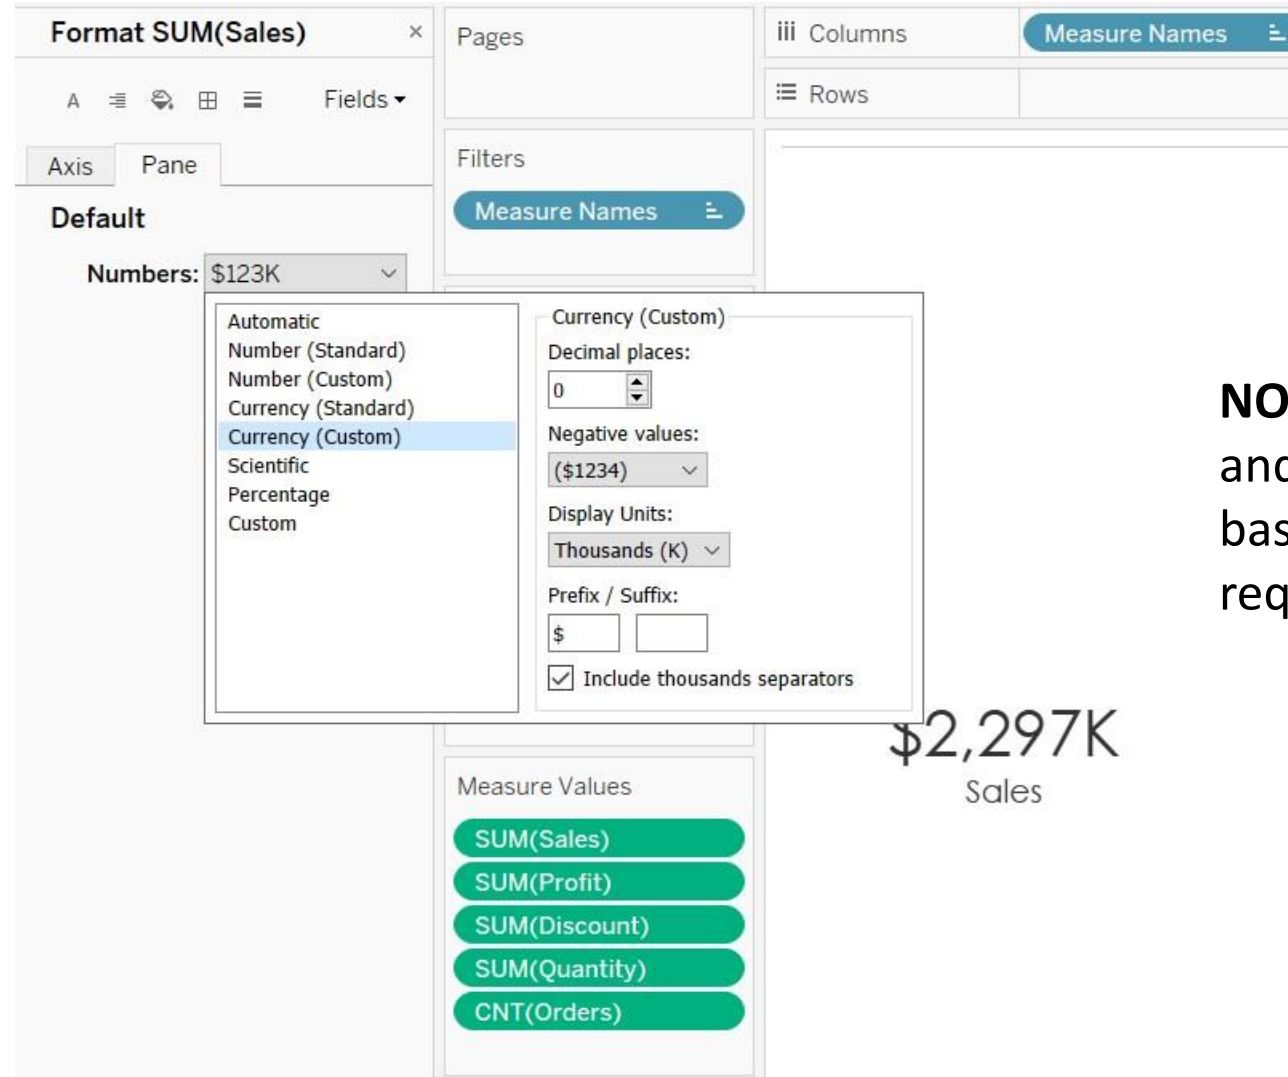 Format SUM(Sales) ×
A Fields
Axis Pane
Default
Numbers: $123K
Automatic
Number (Standard)
Number (Custom)
Currency (Standard)
Currency (Custom)
Scientific
Percentage
Custom
Currency (Custom)
Decimal places:
0
Negative values:
($1234)
Display Units:
Thousands (K)
Prefix / Suffix:
$
Include thousands separators
Pages
Filters
Measure Names
Measure Values
SUM(Sales)
SUM(Profit)
SUM(Discount)
SUM(Quantity)
CNT(Orders)
iii Columns Measure Names
Rows
$2,297K
Sales